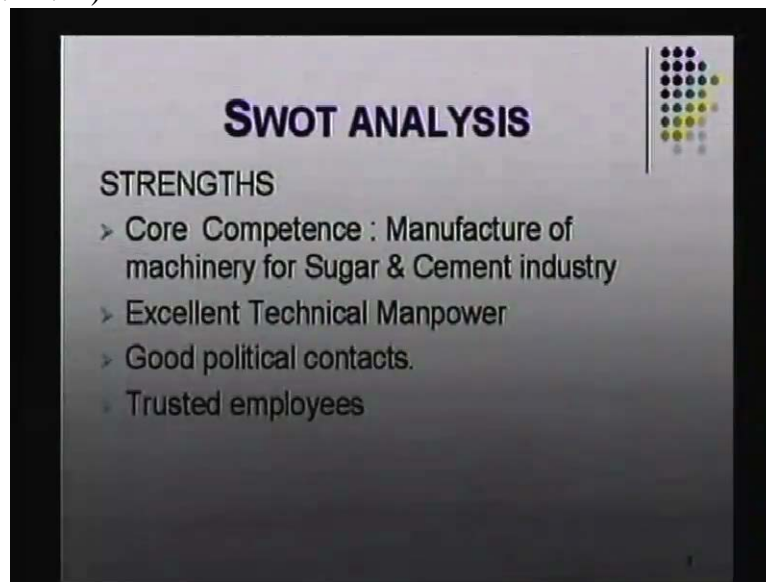 SWOT ANALYSIS
STRENGTHS
Core Competence : Manufacture of
machinery for Sugar & Cement industry
Excellent Technical Manpower
Good political contacts.
Trusted employees